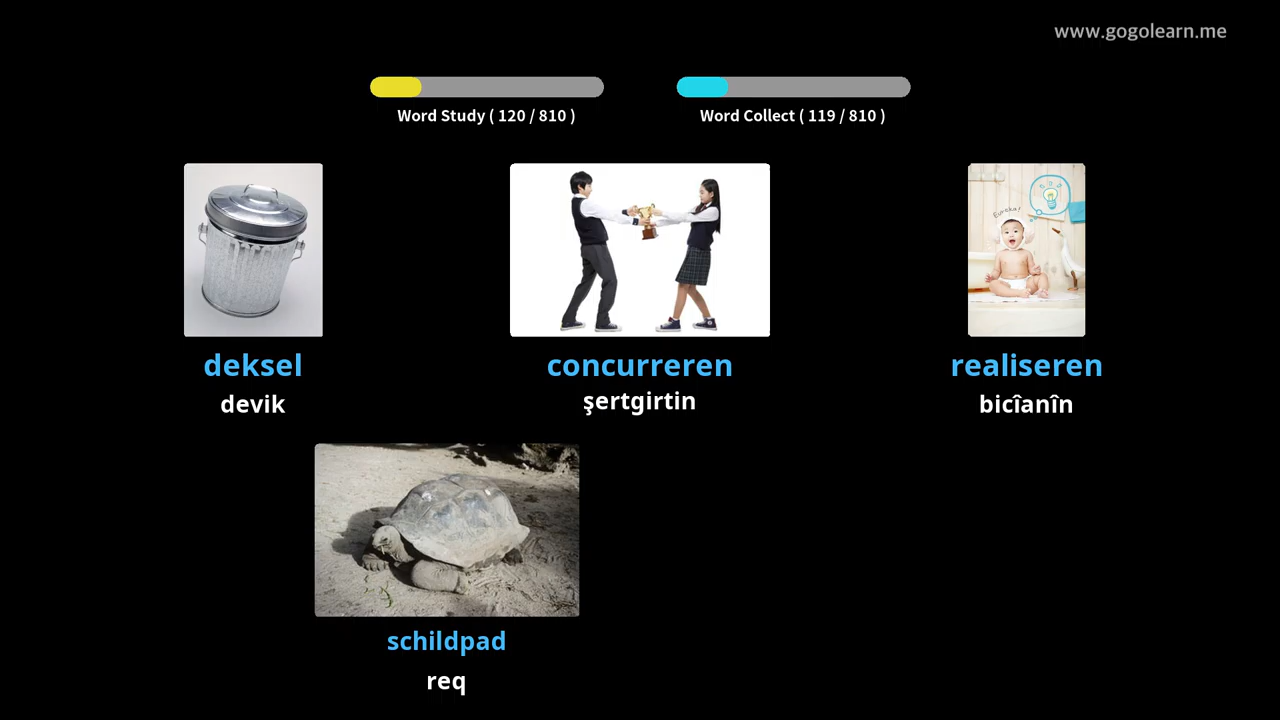 www.gogolearn.me
Word Study ( 120 / 810 )
Word Collect ( 119 / 810 )
Eureka!
deksel
concurreren
realiseren
devik
şertgirtin
bicîanîn
schildpad
req